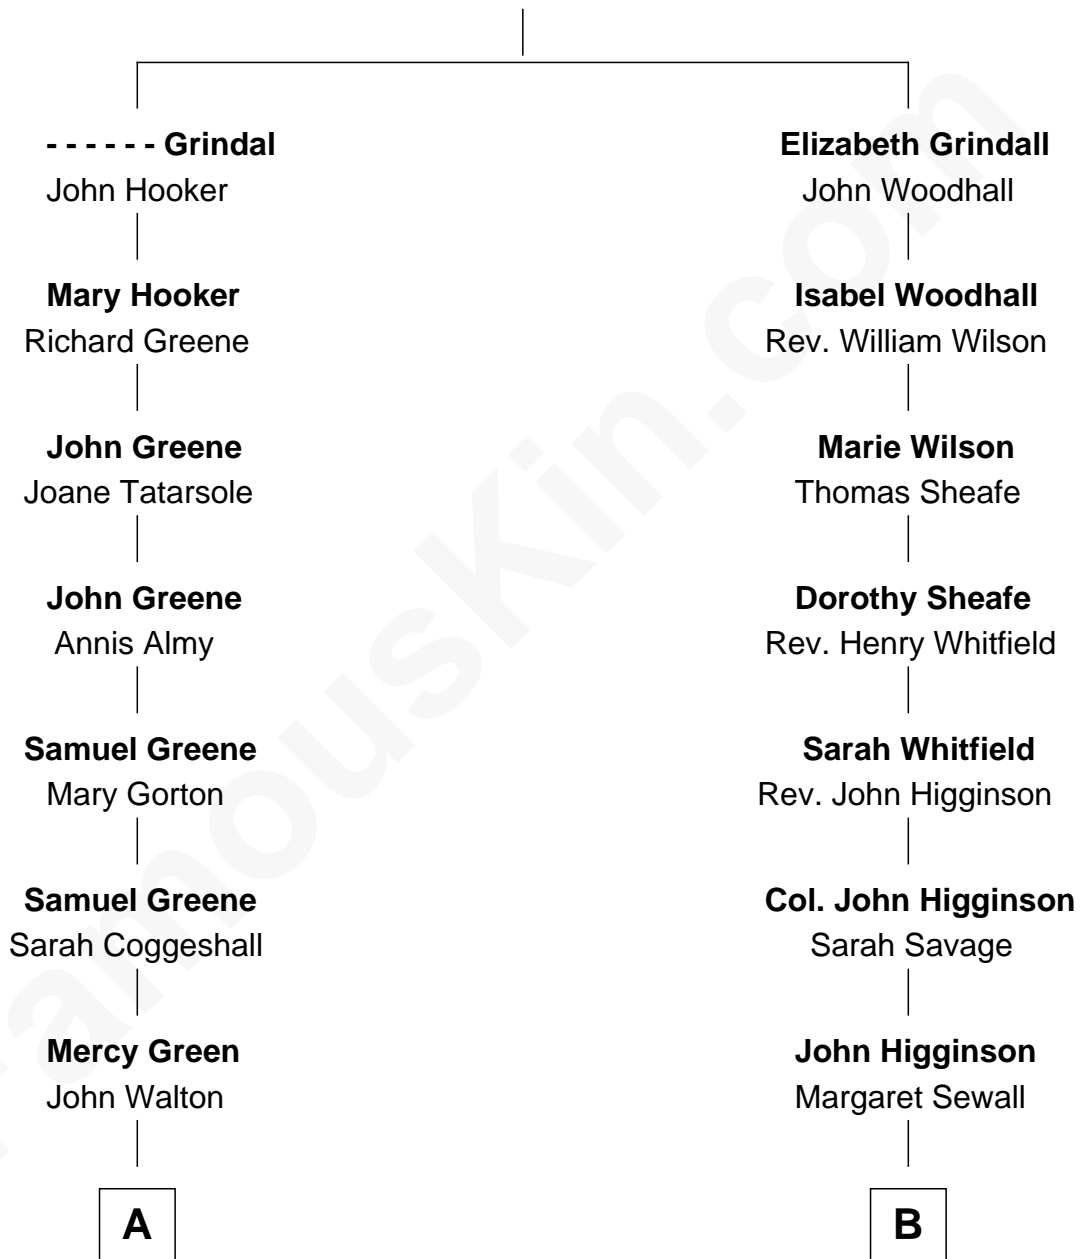 - - - - - - Grindal
John Hooker
Mary Hooker
Richard Greene
John Greene
Joane Tatarsole
John Greene
Annis Almy
Samuel Greene
Mary Gorton
Samuel Greene
Sarah Coggeshall
Mercy Green
John Walton
A
Elizabeth Grindall
John Woodhall
Isabel Woodhall
Rev. William Wilson
Marie Wilson
Thomas Sheafe
Dorothy Sheafe
Rev. Henry Whitfield
Sarah Whitfield
Rev. John Higginson
Col. John Higginson
Sarah Savage
John Higginson
Margaret Sewall
B
FamousKin.com